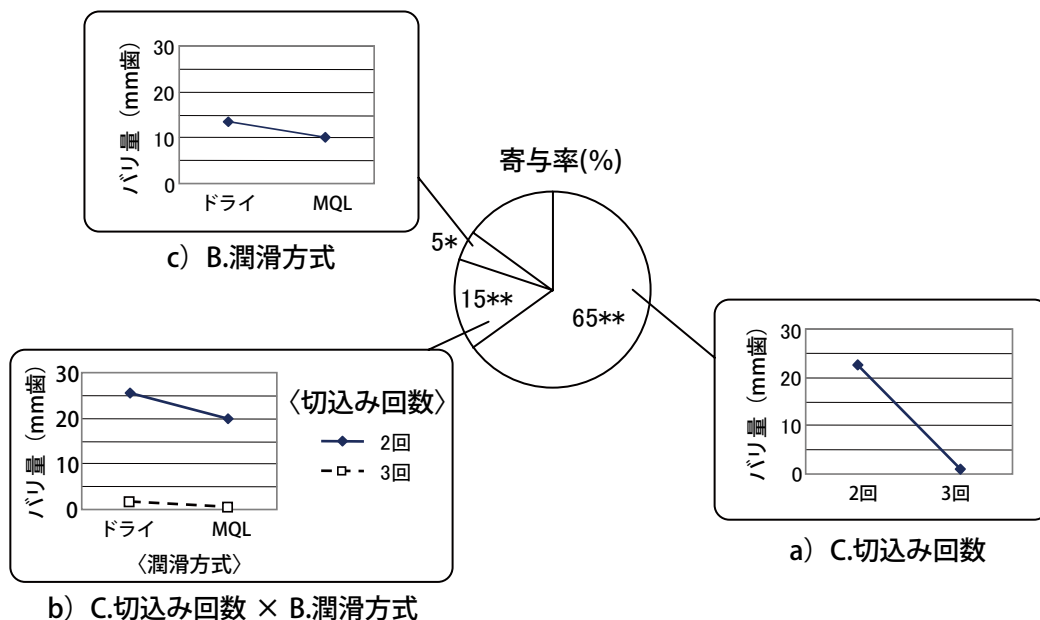 30
20
10
0
バリ量（mm歯）
ドライ
MQL
c）B.潤滑方式
寄与率(%)
5*
15**
65**
30
20
10
0
バリ量（mm歯）
〈切込み回数〉
2回
3回
ドライ
MQL
〈潤滑方式〉
b）C.切込み回数 × B.潤滑方式
30
20
10
0
バリ量（mm歯）
2回
3回
a）C.切込み回数